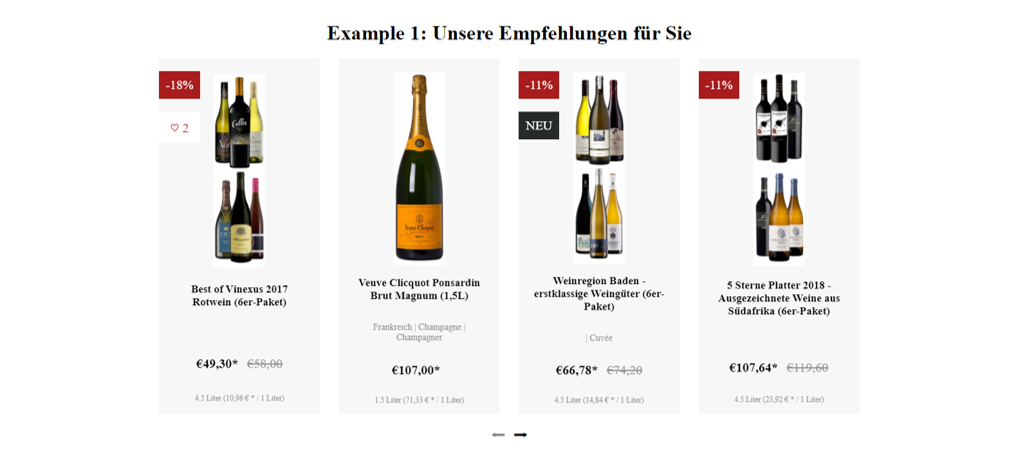 Example 1: Unsere Empfehlungen für Sie
-18%
♡ 2
Best of Vinexus 2017
Rotwein (6er-Paket)
€49,30* €58,00
4.5 Liter (10,96 € * / 1 Liter)
Veuve Clicquot Ponsardin
Brut Magnum (1,5L)
Frankreich | Champagne |
Champagner
€107,00*
1.5 Liter (71,33 € * / 1 Liter)
-11%
NEU
Weinregion Baden -
erstklassige Weingüter (6er-
Paket)
| Cuvée
€66,78* €74,20
4.5 Liter (14,84 € * / 1 Liter)
-11%
5 Sterne Platter 2018 -
Ausgezeichnete Weine aus
Südafrika (6er-Paket)
€107,64* €119,60
4.5 Liter (23,92 € * / 1 Liter)